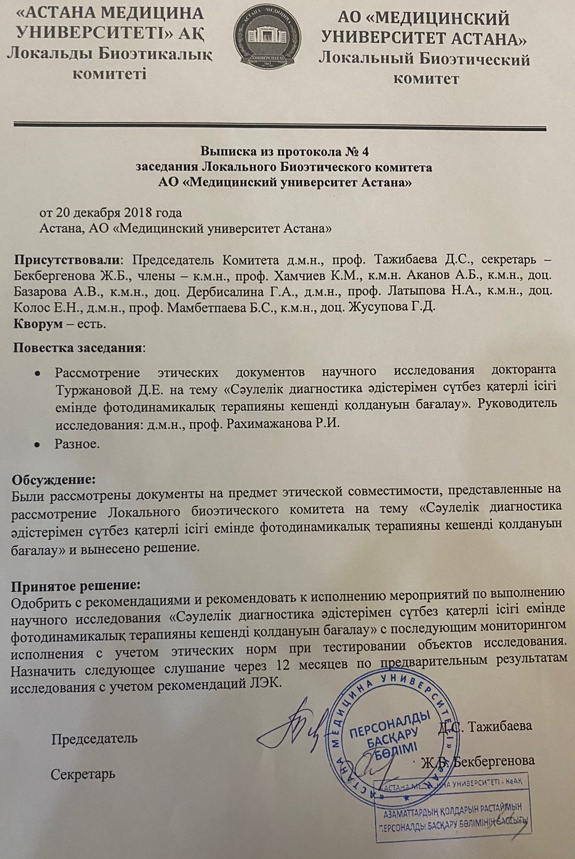 «АСТАНА МЕДИЦИНА
УНИВЕРСИТЕТІ» АҚ
Локальды Биоэтикалық
комитеті
АО «МЕДИЦИНСКИЙ
УНИВЕРСИТЕТ АСТАНА»
Локальный Биоэтический
комитет
Выписка из протокола № 4
заседания Локального Биоэтического комитета
АО «Медицинский университет Астана»
от 20 декабря 2018 года
Астана, АО «Медицинский университет Астана»
Присутствовали: Председатель Комитета д.м.н., проф. Тажибаева Д.С., секретарь –
Бекбергенова Ж.Б., члены – к.м.н., проф. Хамчиев К.М., к.м.н. Аканов А.Б., к.м.н., доц.
Базарова А.В., к.м.н., доц. Дербисалина Г.А., д.м.н., проф. Латыпова Н.А., к.м.н., доц.
Колос Е.Н., д.м.н., проф. Мамбетпаева Б.С., к.м.н., доц. Жусупова Г.Д.
Кворум – есть.
Повестка заседания:
• Рассмотрение этических документов научного исследования докторанта
Туржановой Д.Е. на тему «Сәулелік диагностика әдістерімен сүтбез қатерлі ісігі
емінде фотодинамикалық терапияны кешенді қолдануын бағалау». Руководитель
исследования: д.м.н., проф. Рахимажанова Р.И.
• Разное.
Обсуждение:
Были рассмотрены документы на предмет этической совместимости, представленные на
рассмотрение Локального биоэтического комитета на тему «Сәулелік диагностика
әдістерімен сүтбез қатерлі ісігі емінде фотодинамикалық терапияны кешенді қолдануын
бағалау» и вынесено решение.
Принятое решение:
Одобрить с рекомендациями и рекомендовать к исполнению мероприятий по выполнению
научного исследования «Сәулелік диагностика әдістерімен сүтбез қатерлі ісігі емінде
фотодинамикалық терапияны кешенді қолдануын бағалау» с последующим мониторингом
исполнения с учетом этических норм при тестировании объектов исследования.
Назначить следующее слушание через 12 месяцев по предварительным результатам
исследования с учетом рекомендаций ЛЭК.
Председатель
Д.С. Тажибаева
Секретарь
Ж.Б. Бекбергенова
«АСТАНА МЕДИЦИНА УНИВЕРСИТЕТІ»
ПЕРСОНАЛДЫ
БАСҚАРУ
БӨЛІМІ
АСТАНА МЕДИЦИНА УНИВЕРСИТЕТІ - КеАҚ
АЗАМАТТАРДЫҢ ҚОЛДАРЫН РАСТАЙМЫН
ПЕРСОНАЛДЫ БАСҚАРУ БӨЛІМІНІҢ БАСШЫСЫ